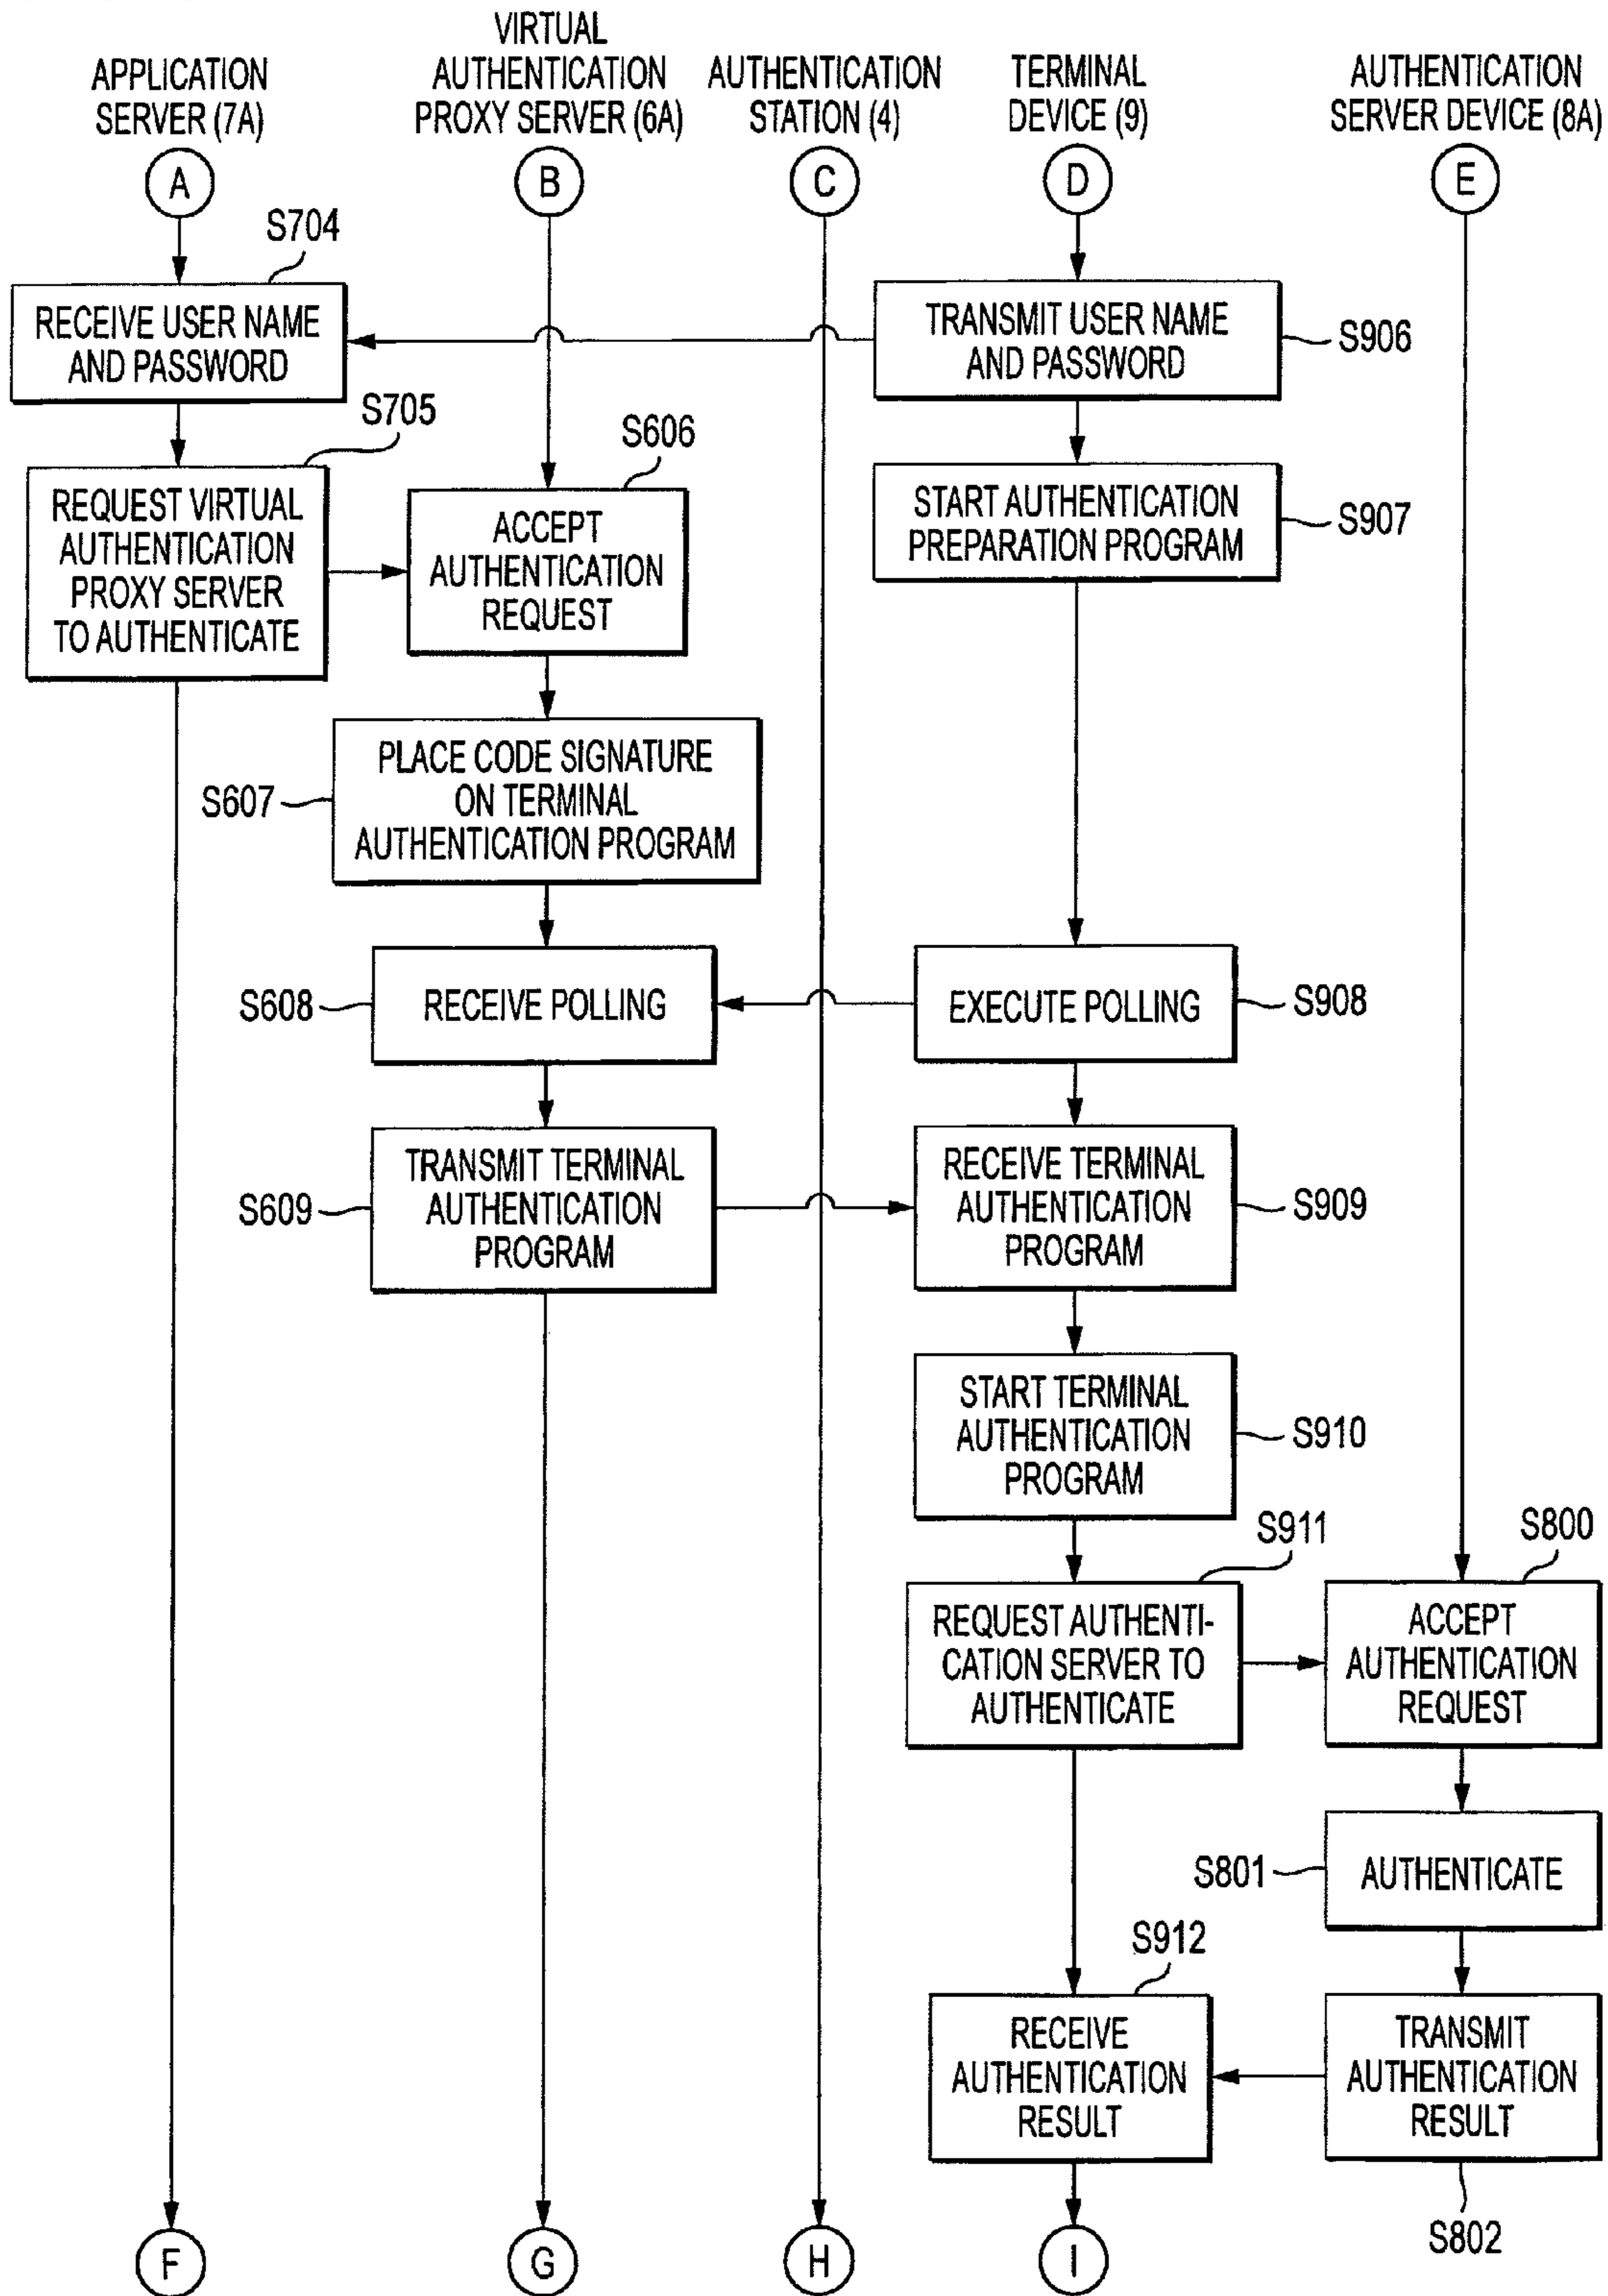 APPLICATION
SERVER (7A)
VIRTUAL
AUTHENTICATION
PROXY SERVER (6A)
AUTHENTICATION
STATION (4)
TERMINAL
DEVICE (9)
AUTHENTICATION
SERVER DEVICE (8A)
A
B
C
D
E
S704
RECEIVE USER NAME
AND PASSWORD
TRANSMIT USER NAME
AND PASSWORD
S906
S705
REQUEST VIRTUAL
AUTHENTICATION
PROXY SERVER
TO AUTHENTICATE
S606
ACCEPT
AUTHENTICATION
REQUEST
START AUTHENTICATION
PREPARATION PROGRAM
S907
S607
PLACE CODE SIGNATURE
ON TERMINAL
AUTHENTICATION PROGRAM
S608
RECEIVE POLLING
EXECUTE POLLING
S908
S609
TRANSMIT TERMINAL
AUTHENTICATION
PROGRAM
RECEIVE TERMINAL
AUTHENTICATION
PROGRAM
S909
START TERMINAL
AUTHENTICATION
PROGRAM
S910
S911
REQUEST AUTHENTI-
CATION SERVER TO
AUTHENTICATE
S800
ACCEPT
AUTHENTICATION
REQUEST
S801
AUTHENTICATE
S912
RECEIVE
AUTHENTICATION
RESULT
TRANSMIT
AUTHENTICATION
RESULT
S802
F
G
H
I